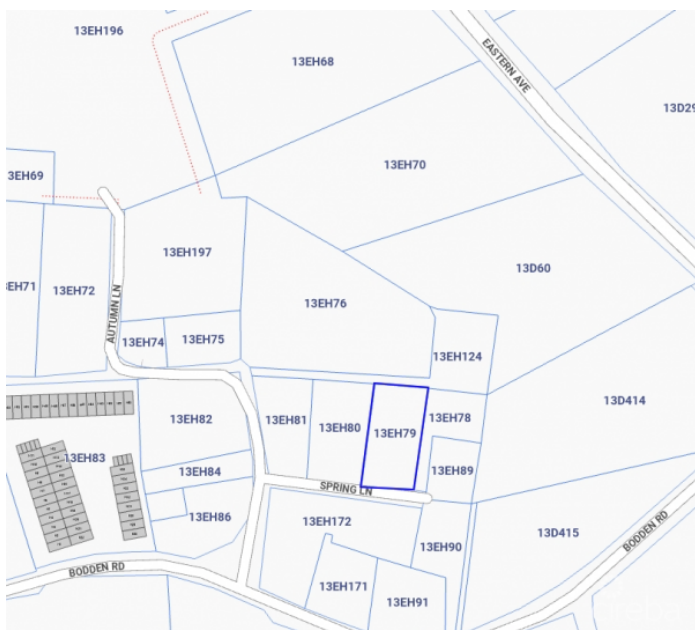 13EH196
13EH68
EASTERN AVE
13D29
13EH70
3EH69
13EH197
13D60
EH71
13EH72
13EH76
AUTUMN LN
13EH74
13EH75
13EH124
13D414
13EH82
13EH81
13EH80
13EH79
13EH78
13EH83
13EH84
13EH89
SPRING LN
13EH86
13EH172
13D415
BODDEN RD
13EH90
BODDEN RD
13EH171
13EH91